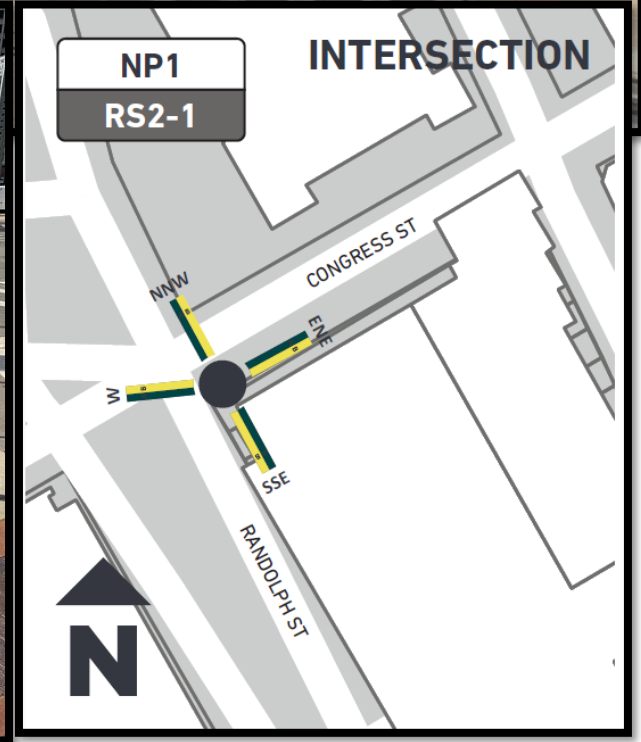 NP1
RS2-1
INTERSECTION
CONGRESS ST
NNW
ENE
W
SSE
RANDOLPH ST
N
B
B
B
B